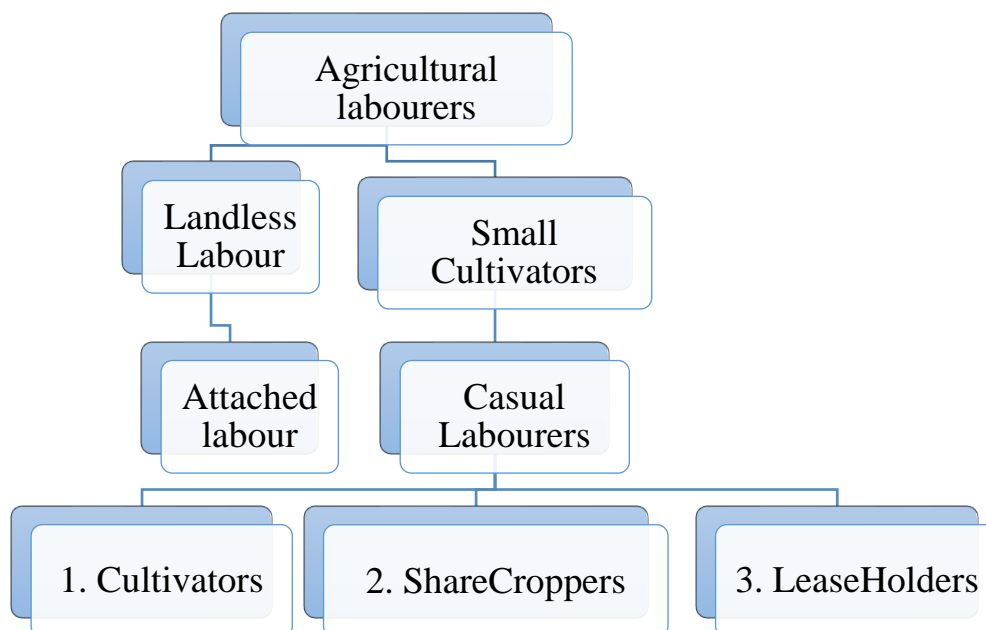 Agricultural
labourers
Landless
Labour
Small
Cultivators
Attached
labour
Casual
Labourers
1. Cultivators
2. ShareCroppers
3. LeaseHolders